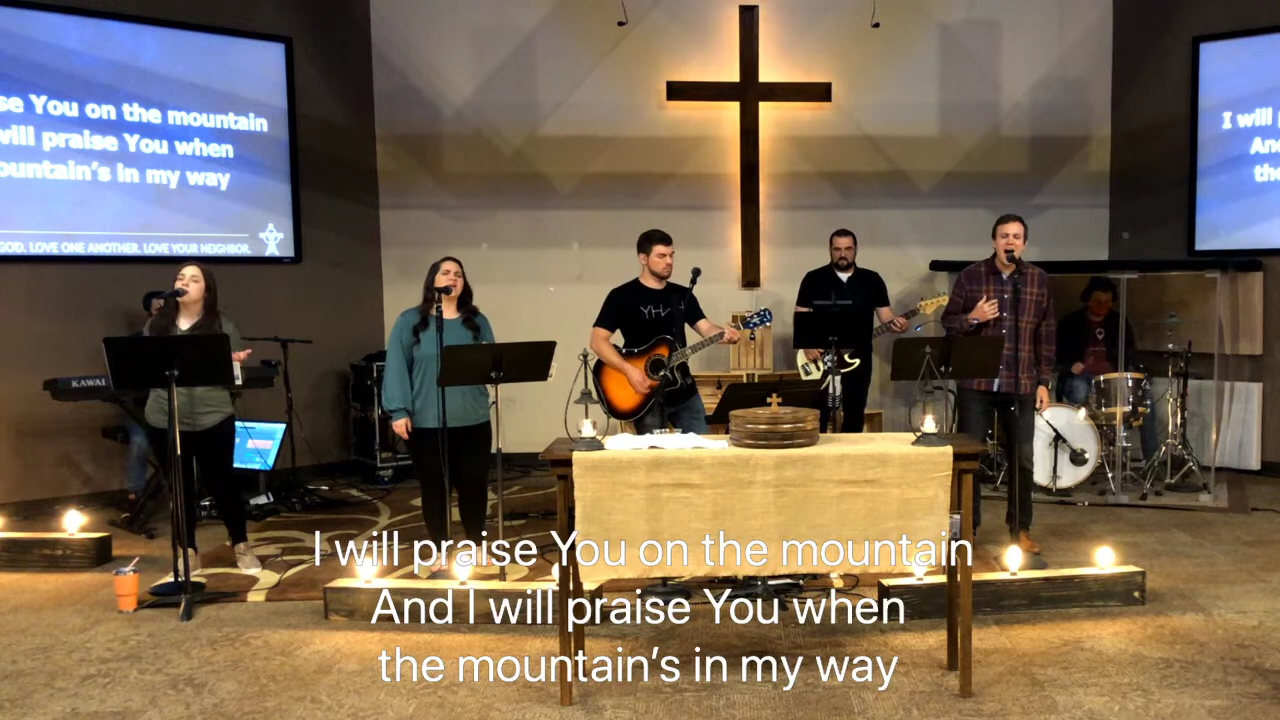 se You on the mountain
will praise You when
ountain's in my way
GOD. LOVE ONE ANOTHER. LOVE YOUR NEIGHBOR.
I will
And
the
KAWAI
YH
I will praise You on the mountain
And I will praise You when
the mountain's in my way